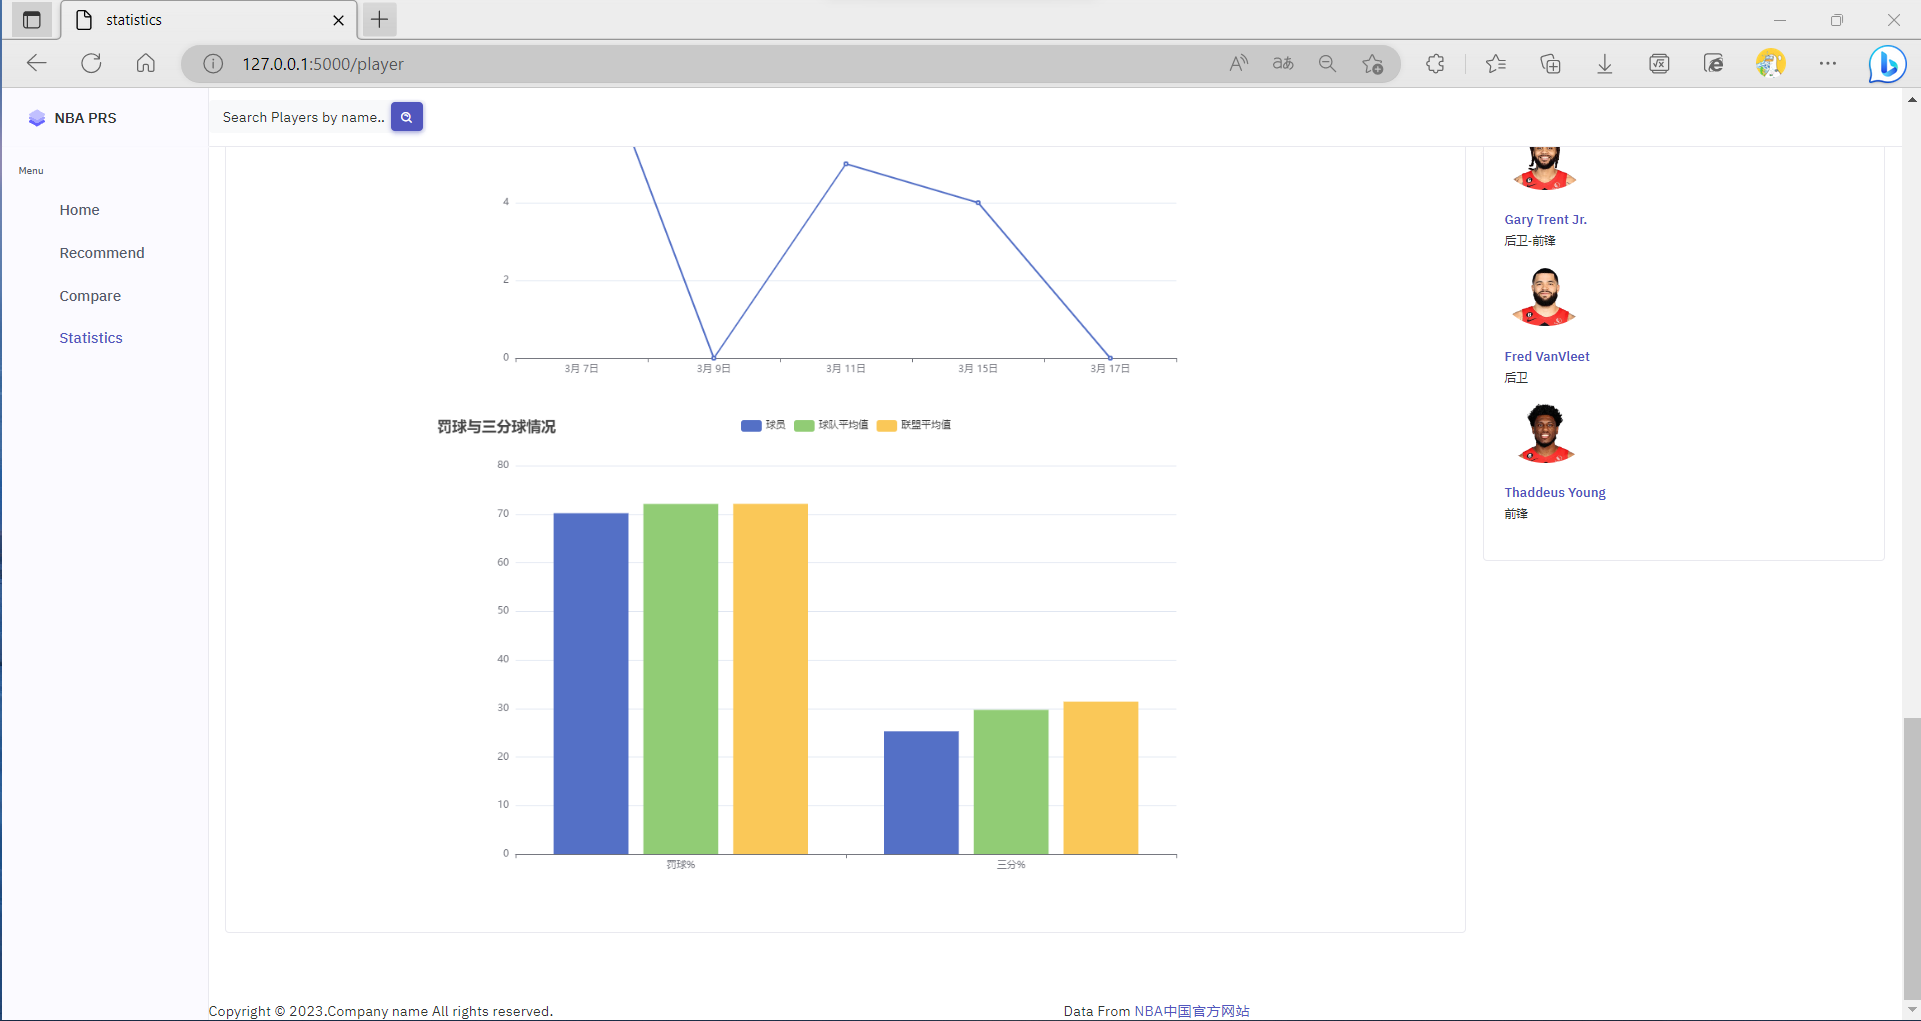 statistics
127.0.0.1:5000/player
NBA PRS
Search Players by name..
Menu
Home
Recommend
Compare
Statistics
4
2
0
3月 7日 3月 9日 3月 11日 3月 15日 3月 17日
罚球与三分球情况
球员 球队平均值 联盟平均值
80
70
60
50
40
30
20
10
0
罚球% 三分%
Gary Trent Jr.
后卫-前锋
Fred VanVleet
后卫
Thaddeus Young
前锋
Copyright © 2023.Company name All rights reserved.
Data From NBA中国官方网站